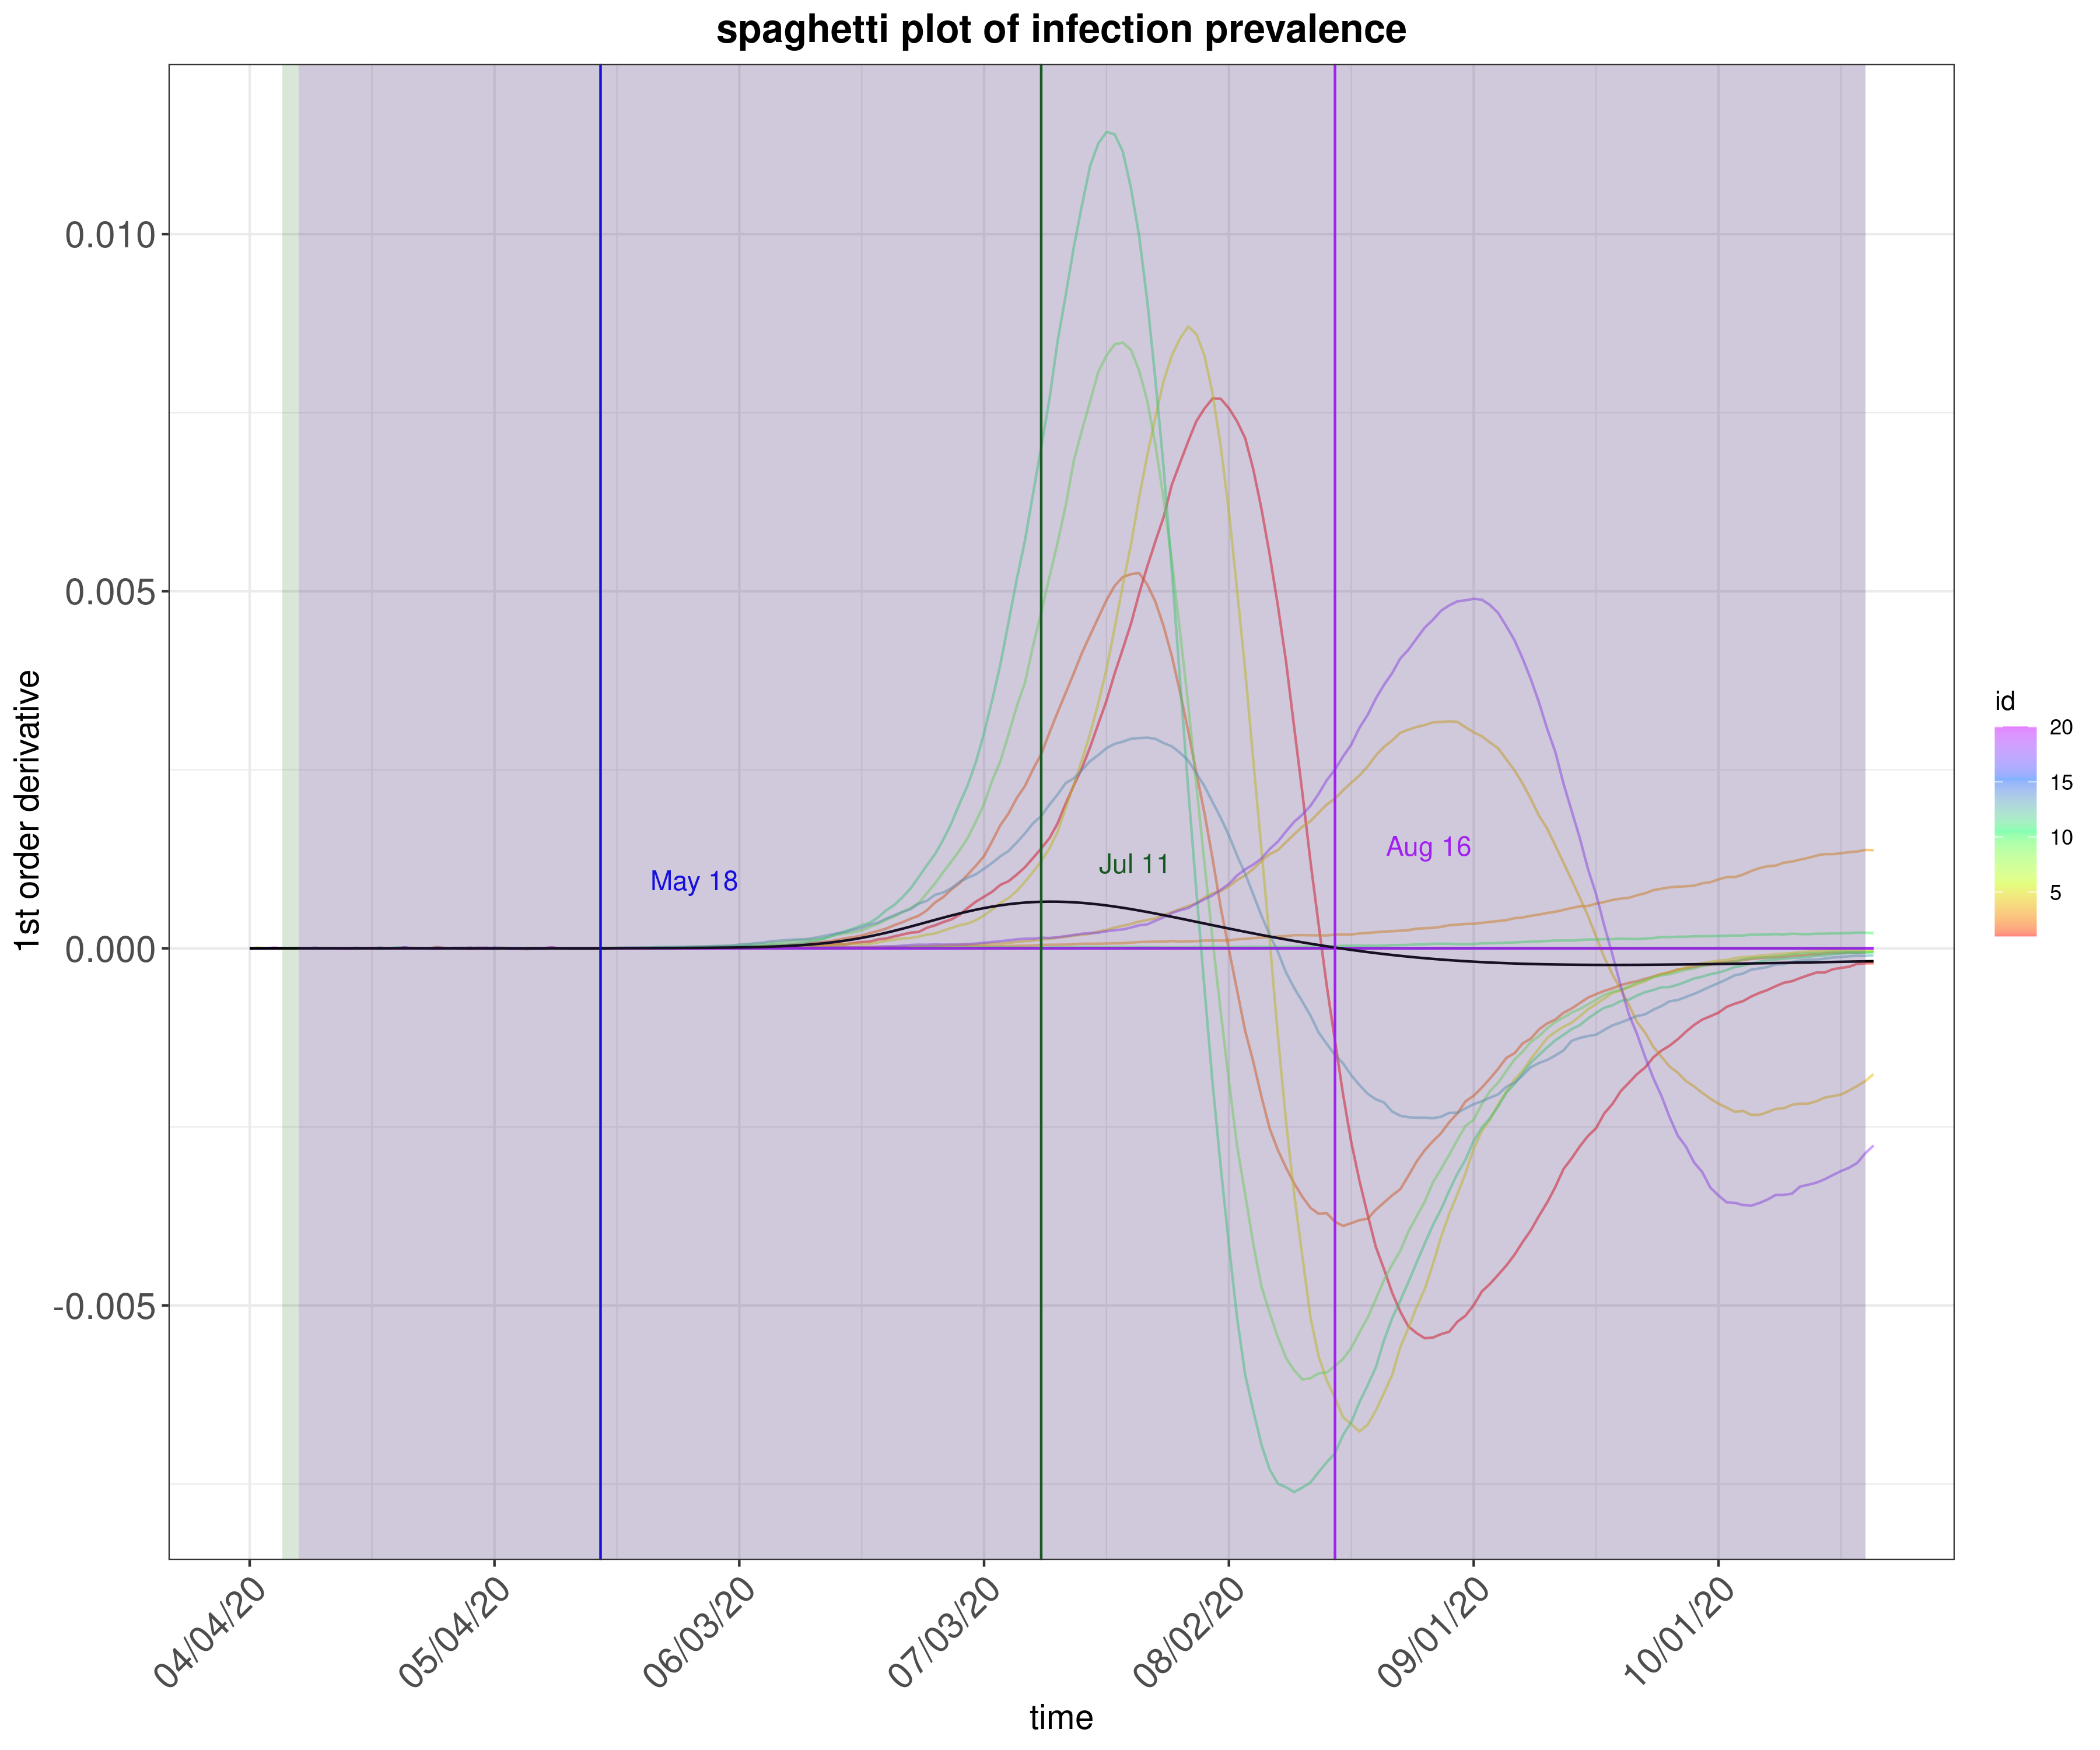 spaghetti plot of infection prevalence
1st order derivative
0.010
0.005
0.000
-0.005
May 18
Jul 11
Aug 16
04/04/20
05/04/20
06/03/20
07/03/20
08/02/20
09/01/20
10/01/20
time
id
20
15
10
5